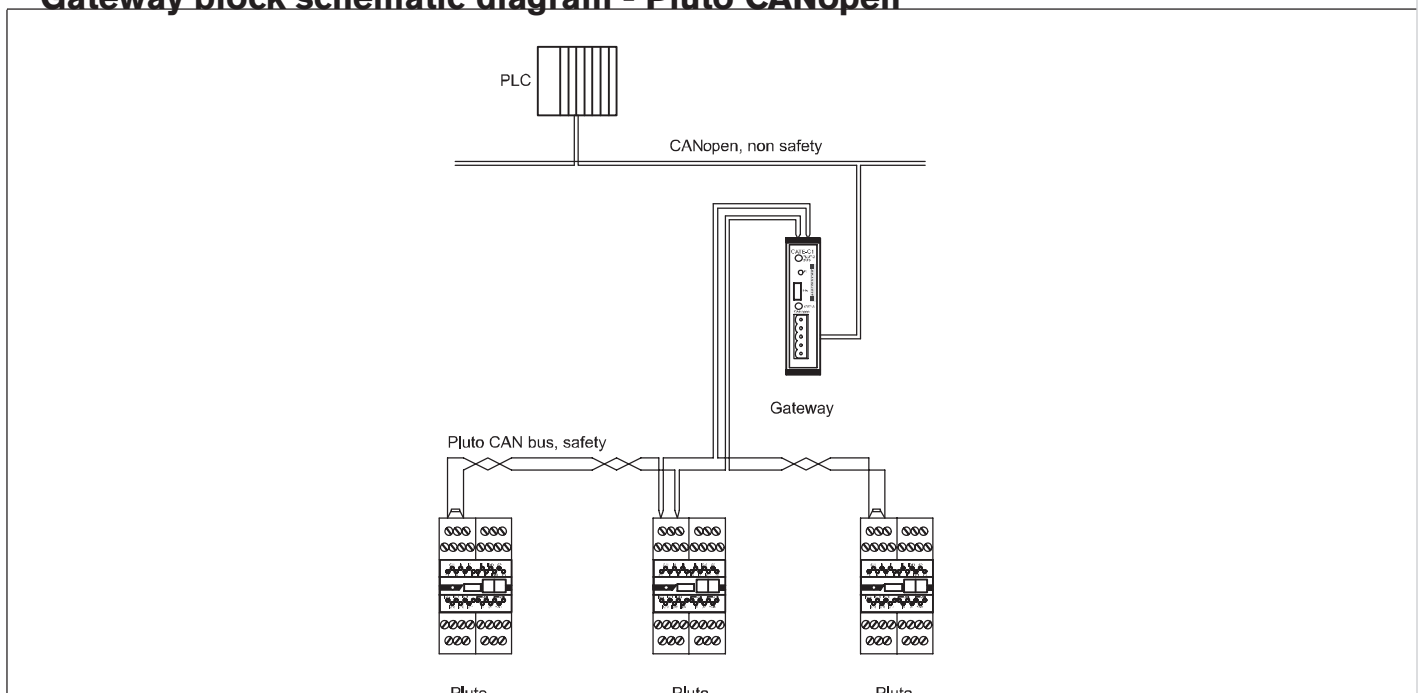 Gateway block schematic diagram - Pluto CANopen
PLC
CANopen, non safety
Gateway
Pluto CAN bus, safety
Pluto
Pluto
Pluto